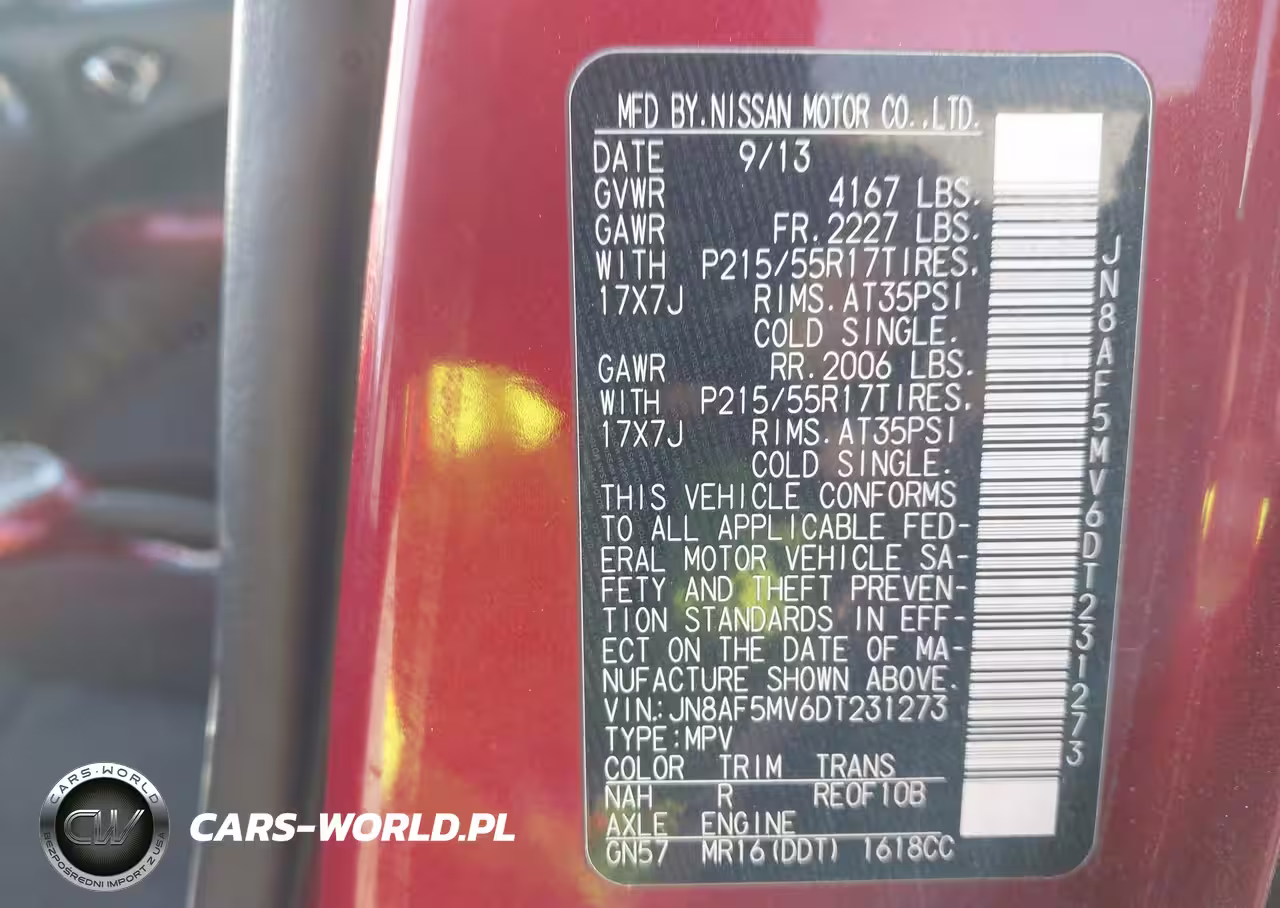 MFD BY. NISSAN MOTOR CO., LTD.
DATE 9/13
GVWR 4167 LBS.
GAWR FR. 2227 LBS.
WITH P215/55R17TIRES.
17X7J RIMS. AT35PSI
COLD SINGLE.
GAWR RR. 2006 LBS.
WITH P215/55R17TIRES.
17X7J RIMS. AT35PSI
COLD SINGLE.
THIS VEHICLE CONFORMS
TO ALL APPLICABLE FED-
ERAL MOTOR VEHICLE SA-
FETY AND THEFT PREVEN-
TION STANDARDS IN EFF-
ECT ON THE DATE OF MA-
NUFACTURE SHOWN ABOVE.
VIN.: JN8AF5MV6DT231273
TYPE: MPV
COLOR TRIM TRANS
NAH R RE0F10B
AXLE ENGINE
GN57 MR16(DDT) 1618CC
JN8AF5MV6DT231273
CARS-WORLD
CW
BEZPOŚREDNI IMPORT Z USA
CARS-WORLD.PL